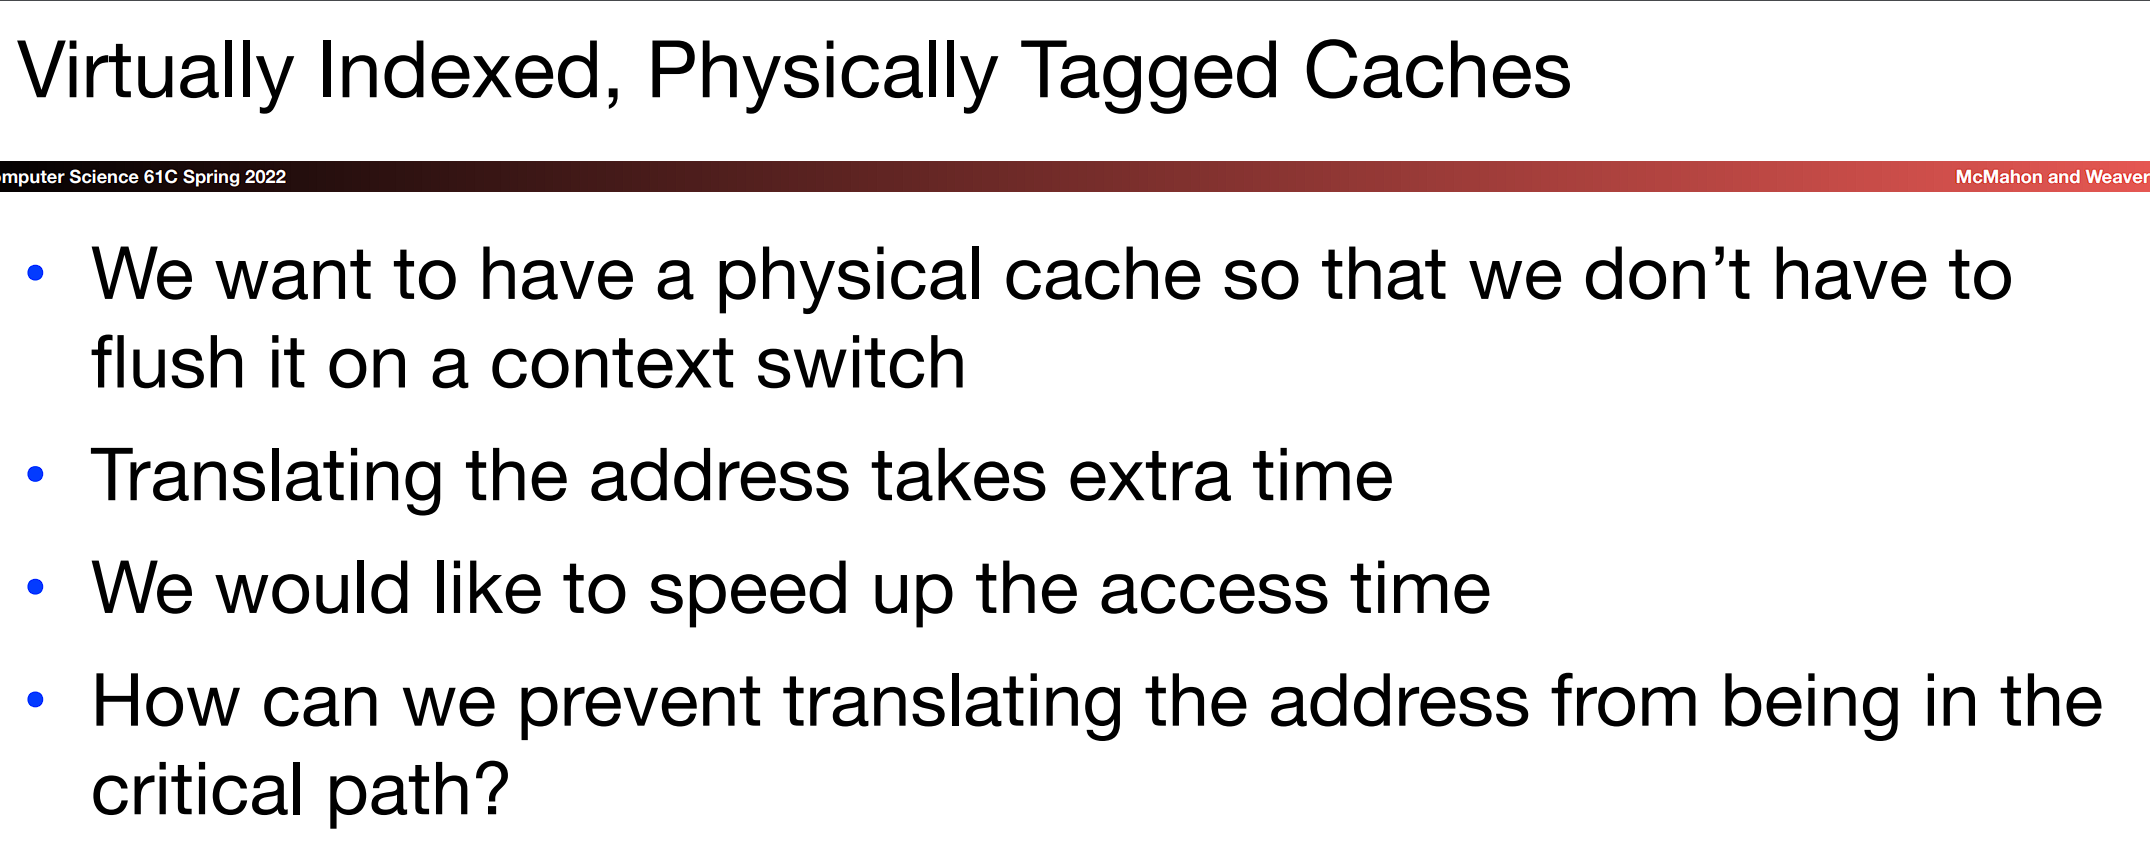 Virtually Indexed, Physically Tagged Caches
mputer Science 61C Spring 2022
McMahon and Weaver
• We want to have a physical cache so that we don’t have to
flush it on a context switch
• Translating the address takes extra time
• We would like to speed up the access time
• How can we prevent translating the address from being in the
critical path?